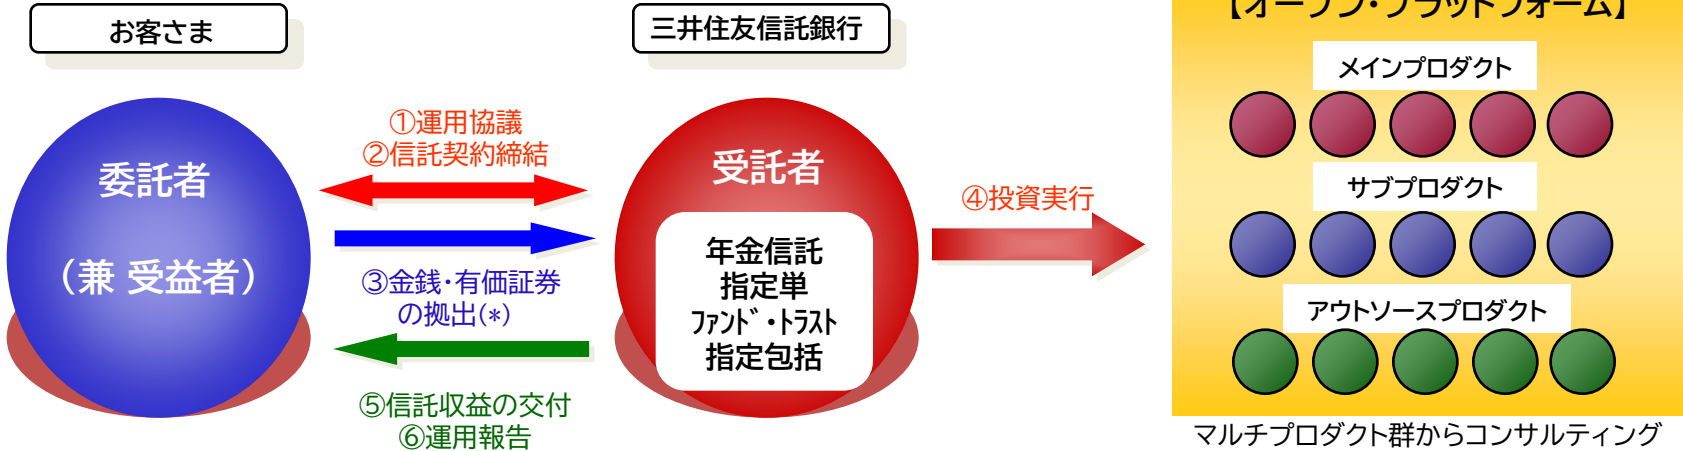 お客さま
三井住友信託銀行
【オープン・プラットフォーム】
メインプロダクト
①運用協議
②信託契約締結
委託者
(兼 受益者)
受託者
④投資実行
サブプロダクト
年金信託
指定単
ファンド・トラスト
指定包括
③金銭・有価証券
の拠出(*)
アウトソースプロダクト
⑤信託収益の交付
⑥運用報告
マルチプロダクト群からコンサルティング